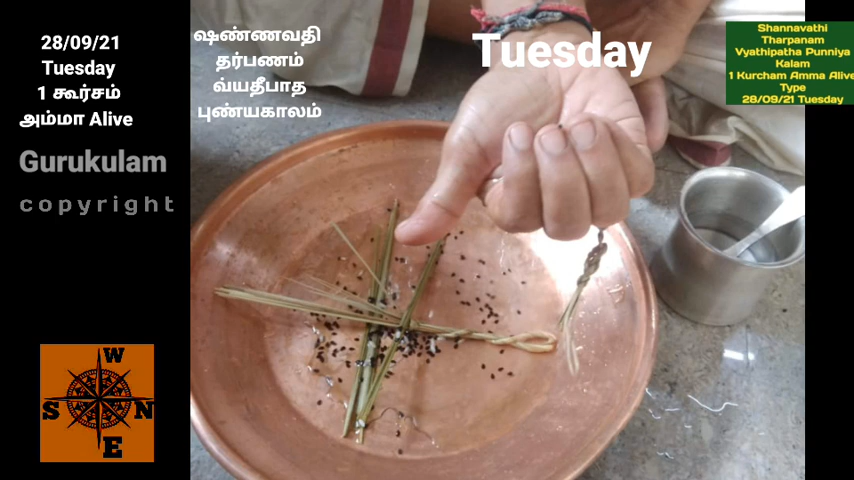 28/09/21
Tuesday
1 கூர்சம்
அம்மா Alive
Gurukulam
copyright
ஷண்ணவதி
தர்பணம்
வ்யதீபாத
புண்யகாலம்
Tuesday
Shannavathi
Tharpanam
Vyathipatha Punniya
Kalam
1 Kurcham Amma Alive
Type
28/09/21 Tuesday
W
S N
E